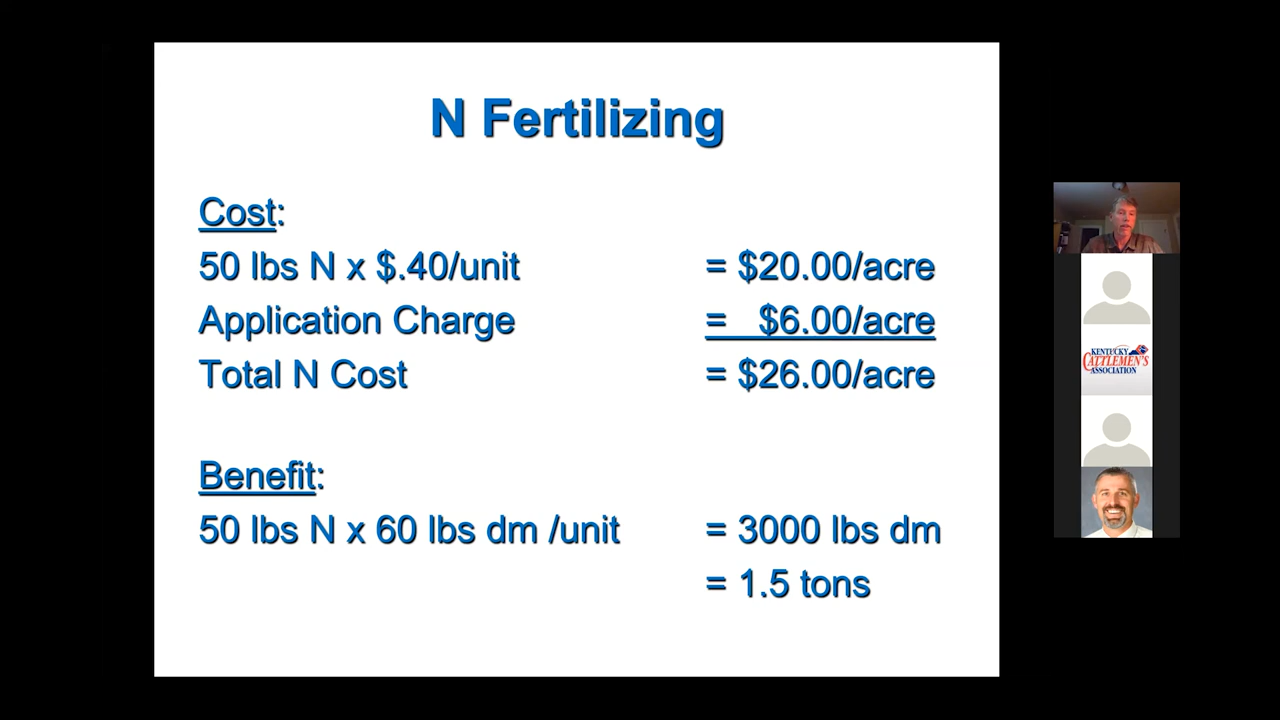 N Fertilizing
Cost:
50 lbs N x $.40/unit = $20.00/acre
Application Charge = $6.00/acre
Total N Cost = $26.00/acre
Benefit:
50 lbs N x 60 lbs dm /unit = 3000 lbs dm
= 1.5 tons
KENTUCKY
CATTLEMEN'S
ASSOCIATION